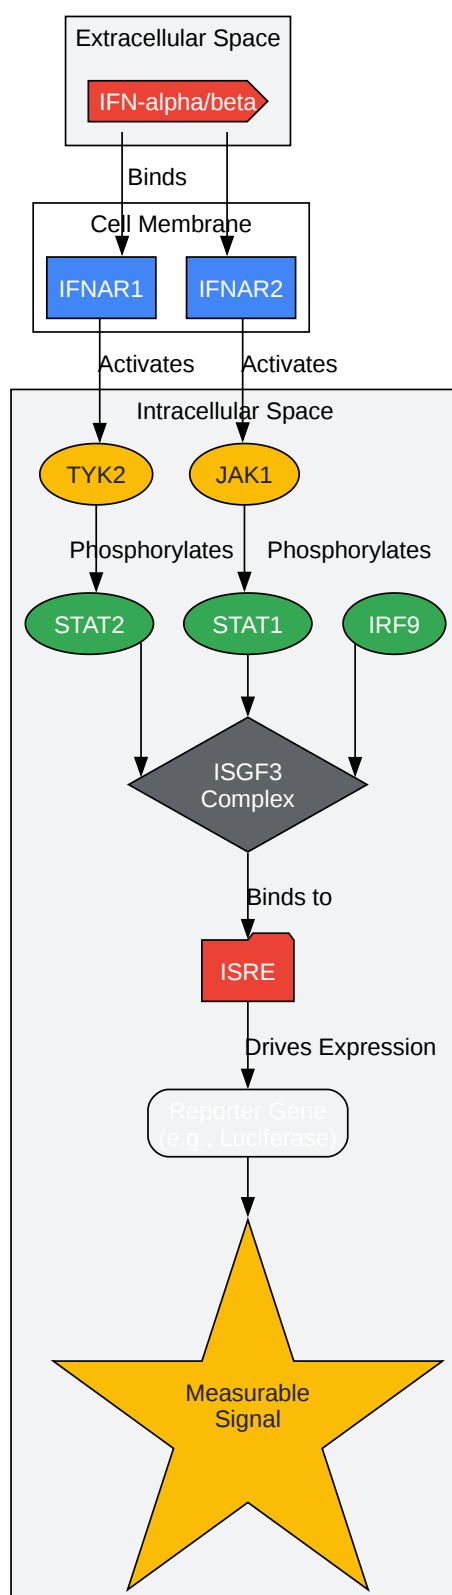 Extracellular Space
IFN-alpha/beta
Binds
Cell Membrane
IFNAR1
IFNAR2
Activates
Activates
Intracellular Space
TYK2
JAK1
Phosphorylates
Phosphorylates
STAT2
STAT1
IRF9
ISGF3
Complex
Binds to
ISRE
Drives Expression
Reporter Gene
(e.g., Luciferase)
Measurable
Signal